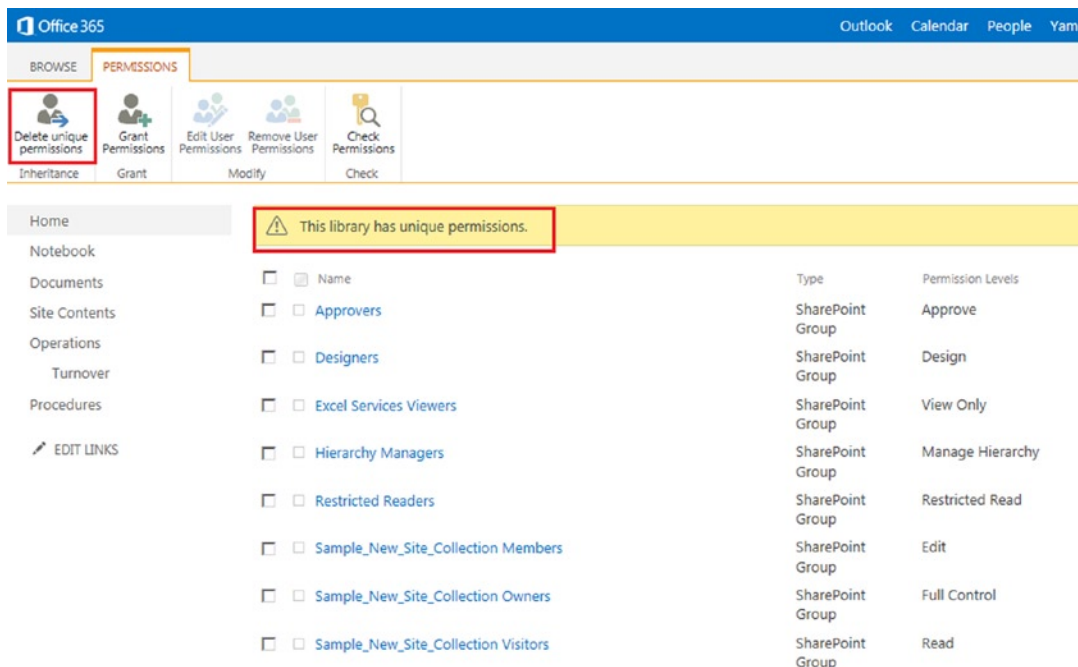 Office 365
Outlook Calendar People Yam
BROWSE PERMISSIONS
Delete unique permissions
Grant Permissions
Edit User Permissions
Remove User Permissions
Check Permissions
Inheritance Grant Modify Check
Home
Notebook
Documents
Site Contents
Operations
Turnover
Procedures
EDIT LINKS
This library has unique permissions.
Name Type Permission Levels
Approvers SharePoint Group Approve
Designers SharePoint Group Design
Excel Services Viewers SharePoint Group View Only
Hierarchy Managers SharePoint Group Manage Hierarchy
Restricted Readers SharePoint Group Restricted Read
Sample_New_Site_Collection Members SharePoint Group Edit
Sample_New_Site_Collection Owners SharePoint Group Full Control
Sample_New_Site_Collection Visitors SharePoint Group Read